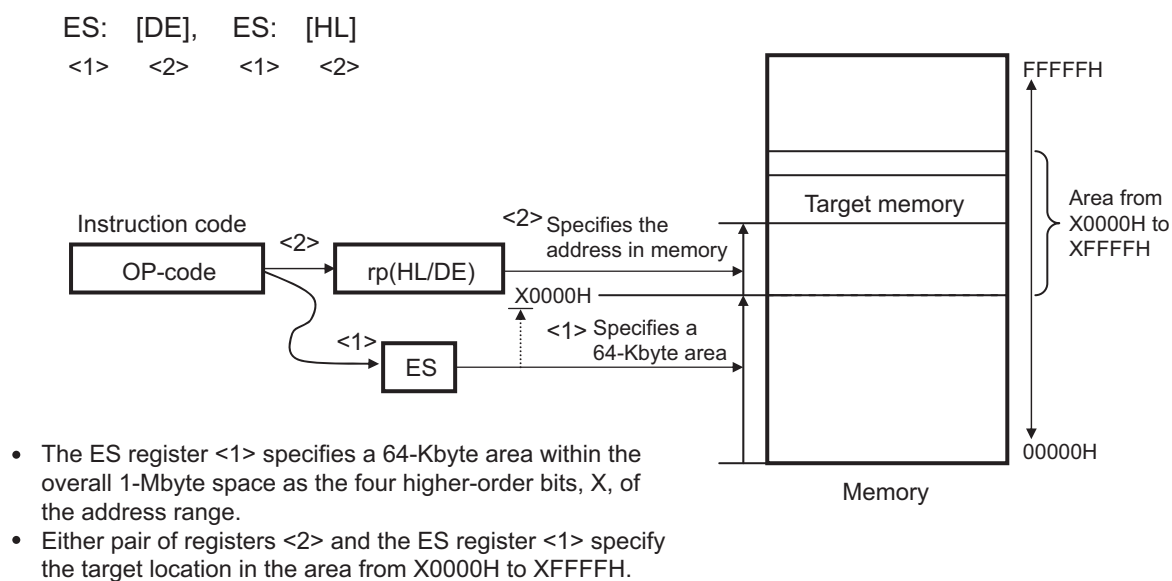 ES: [DE], ES: [HL]
<1> <2> <1> <2>
FFFFFH
Target memory
Area from
X0000H to
XFFFFH
Instruction code
OP-code
<2>
rp(HL/DE)
<2> Specifies the
address in memory
X0000H
<1>
ES
<1> Specifies a
64-Kbyte area
00000H
Memory
• The ES register <1> specifies a 64-Kbyte area within the
overall 1-Mbyte space as the four higher-order bits, X, of
the address range.
• Either pair of registers <2> and the ES register <1> specify
the target location in the area from X0000H to XFFFFH.